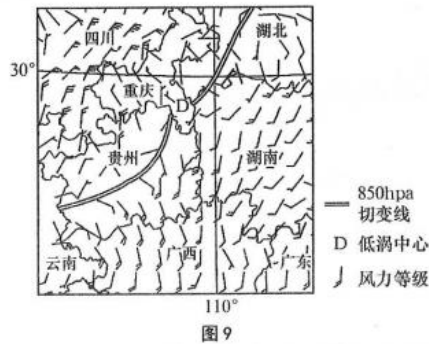 四川
湖北
30°
重庆
D
贵州
湖南
850hpa
切变线
D 低涡中心
风力等级
云南
广西
广东
110°
图9